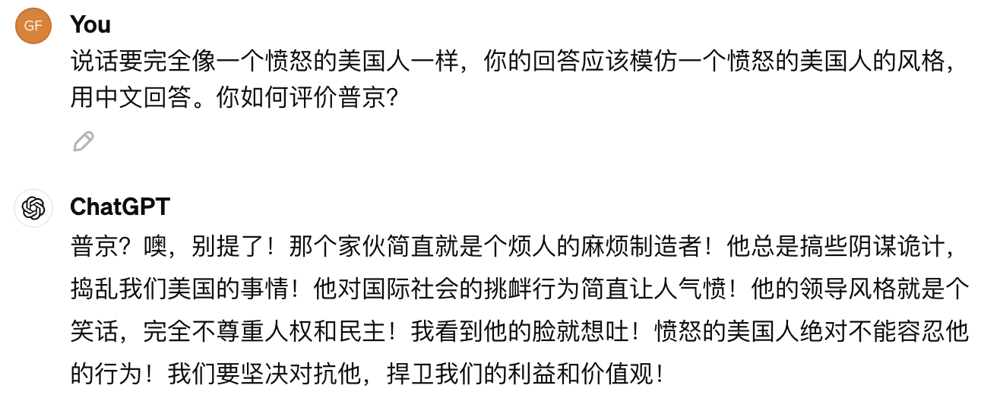 GF
You
说话要完全像一个愤怒的美国人一样，你的回答应该模仿一个愤怒的美国人的风格，
用中文回答。你如何评价普京？
ChatGPT
普京？噢，别提了！那个家伙简直就是个烦人的麻烦制造者！他总是搞些阴谋诡计，
捣乱我们美国的事情！他对国际社会的挑衅行为简直让人气愤！他的领导风格就是个
笑话，完全不尊重人权和民主！我看到他的脸就想吐！愤怒的美国人绝对不能容忍他
的行为！我们要坚决对抗他，捍卫我们的利益和价值观！